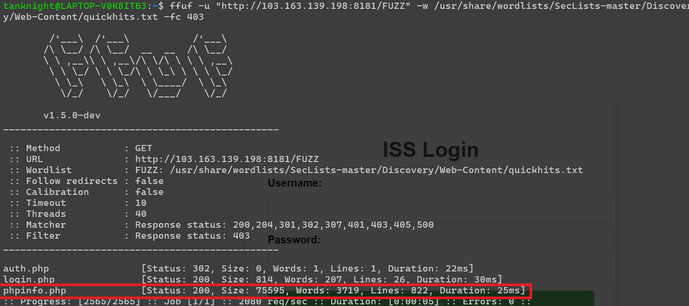 tanknight@LAPTOP-V0K8ITB3:~$ ffuf -u "http://103.163.139.198:8181/FUZZ" -w /usr/share/wordlists/SecLists-master/Discover
y/Web-Content/quickhits.txt -fc 403
v1.5.0-dev
:: Method : GET
:: URL : http://103.163.139.198:8181/FUZZ
:: Wordlist : FUZZ: /usr/share/wordlists/SecLists-master/Discovery/Web-Content/quickhits.txt
:: Follow redirects : false
:: Calibration : false
:: Timeout : 10
:: Threads : 40
:: Matcher : Response status: 200,204,301,302,307,401,403,405,500
:: Filter : Response status: 403
ISS Login
Username:
Password:
auth.php [Status: 302, Size: 0, Words: 1, Lines: 1, Duration: 22ms]
login.php [Status: 200, Size: 814, Words: 207, Lines: 26, Duration: 30ms]
phpinfo.php [Status: 200, Size: 75595, Words: 3719, Lines: 822, Duration: 25ms]
:: Progress: [2565/2565] :: Job [1/1] :: 2080 req/sec :: Duration: [0:00:05] :: Errors: 0 ::